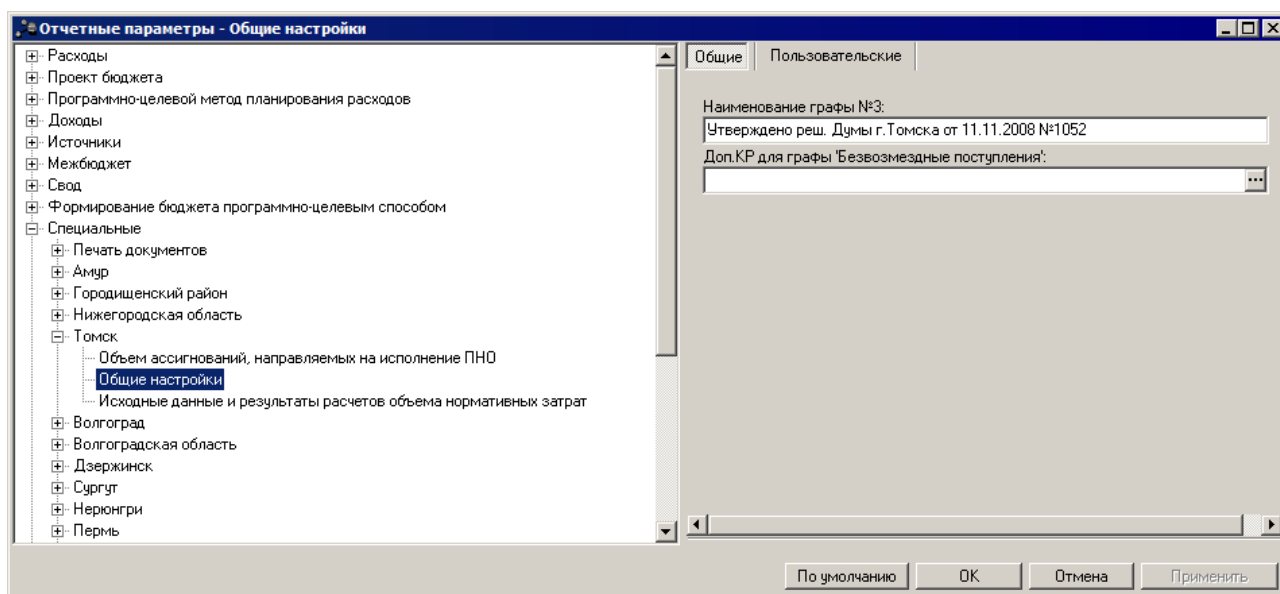 Отчетные параметры - Общие настройки
Расходы
Проект бюджета
Программно-целевой метод планирования расходов
Доходы
Источники
Межбюджет
Свод
Формирование бюджета программно-целевым способом
Специальные
Печать документов
Амур
Городищенский район
Нижегородская область
Томск
Объем ассигнований, направляемых на исполнение ПНО
Общие настройки
Исходные данные и результаты расчетов объема нормативных затрат
Волгоград
Волгоградская область
Дзержинск
Сургут
Нерюнгри
Пермь
Общие Пользовательские
Наименование графы №3:
Утверждено реш. Думы г.Томска от 11.11.2008 №1052
Доп.КР для графы 'Безвозмездные поступления':
...
По умолчанию OK Отмена Применить